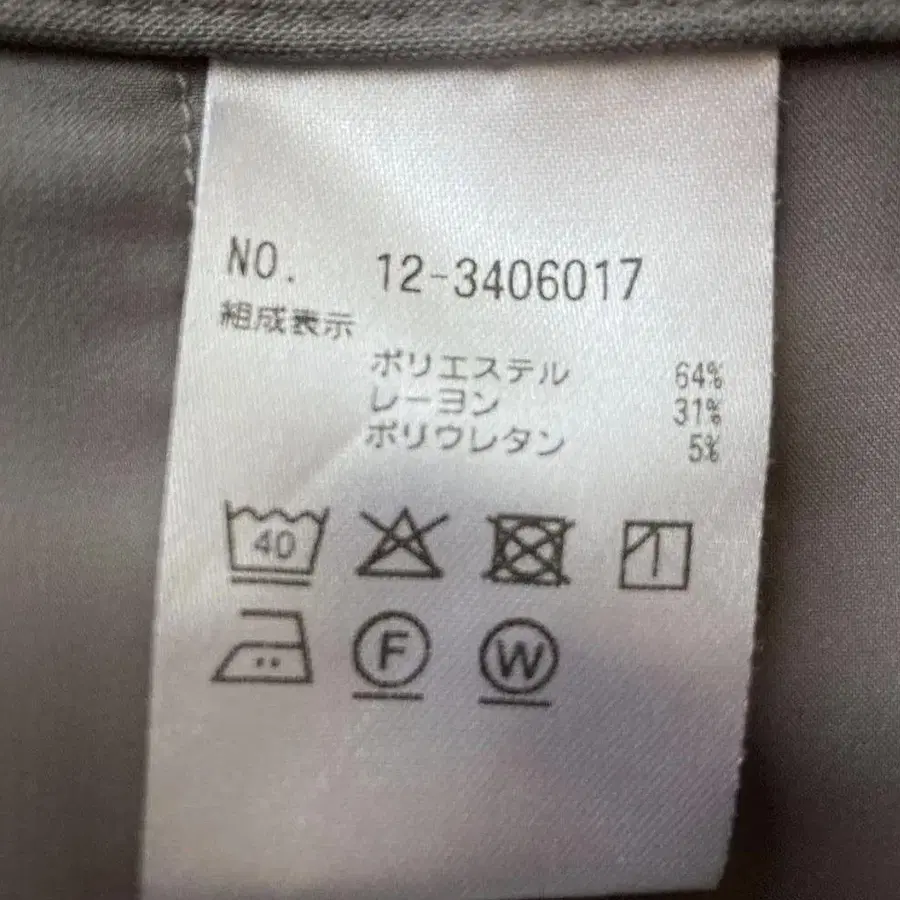 NO. 12-3406017
組成表示
ポリエステル 64%
レーヨン 31%
ポリウレタン 5%
40
F W